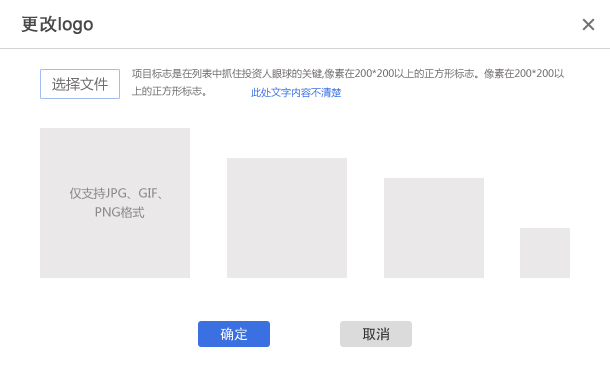 更改logo
选择文件
项目标志是在列表中抓住投资人眼球的关键,像素在200*200以上的正方形标志。像素在200*200以
上的正方形标志。
此处文字内容不清楚
仅支持JPG、GIF、
PNG格式
确定
取消